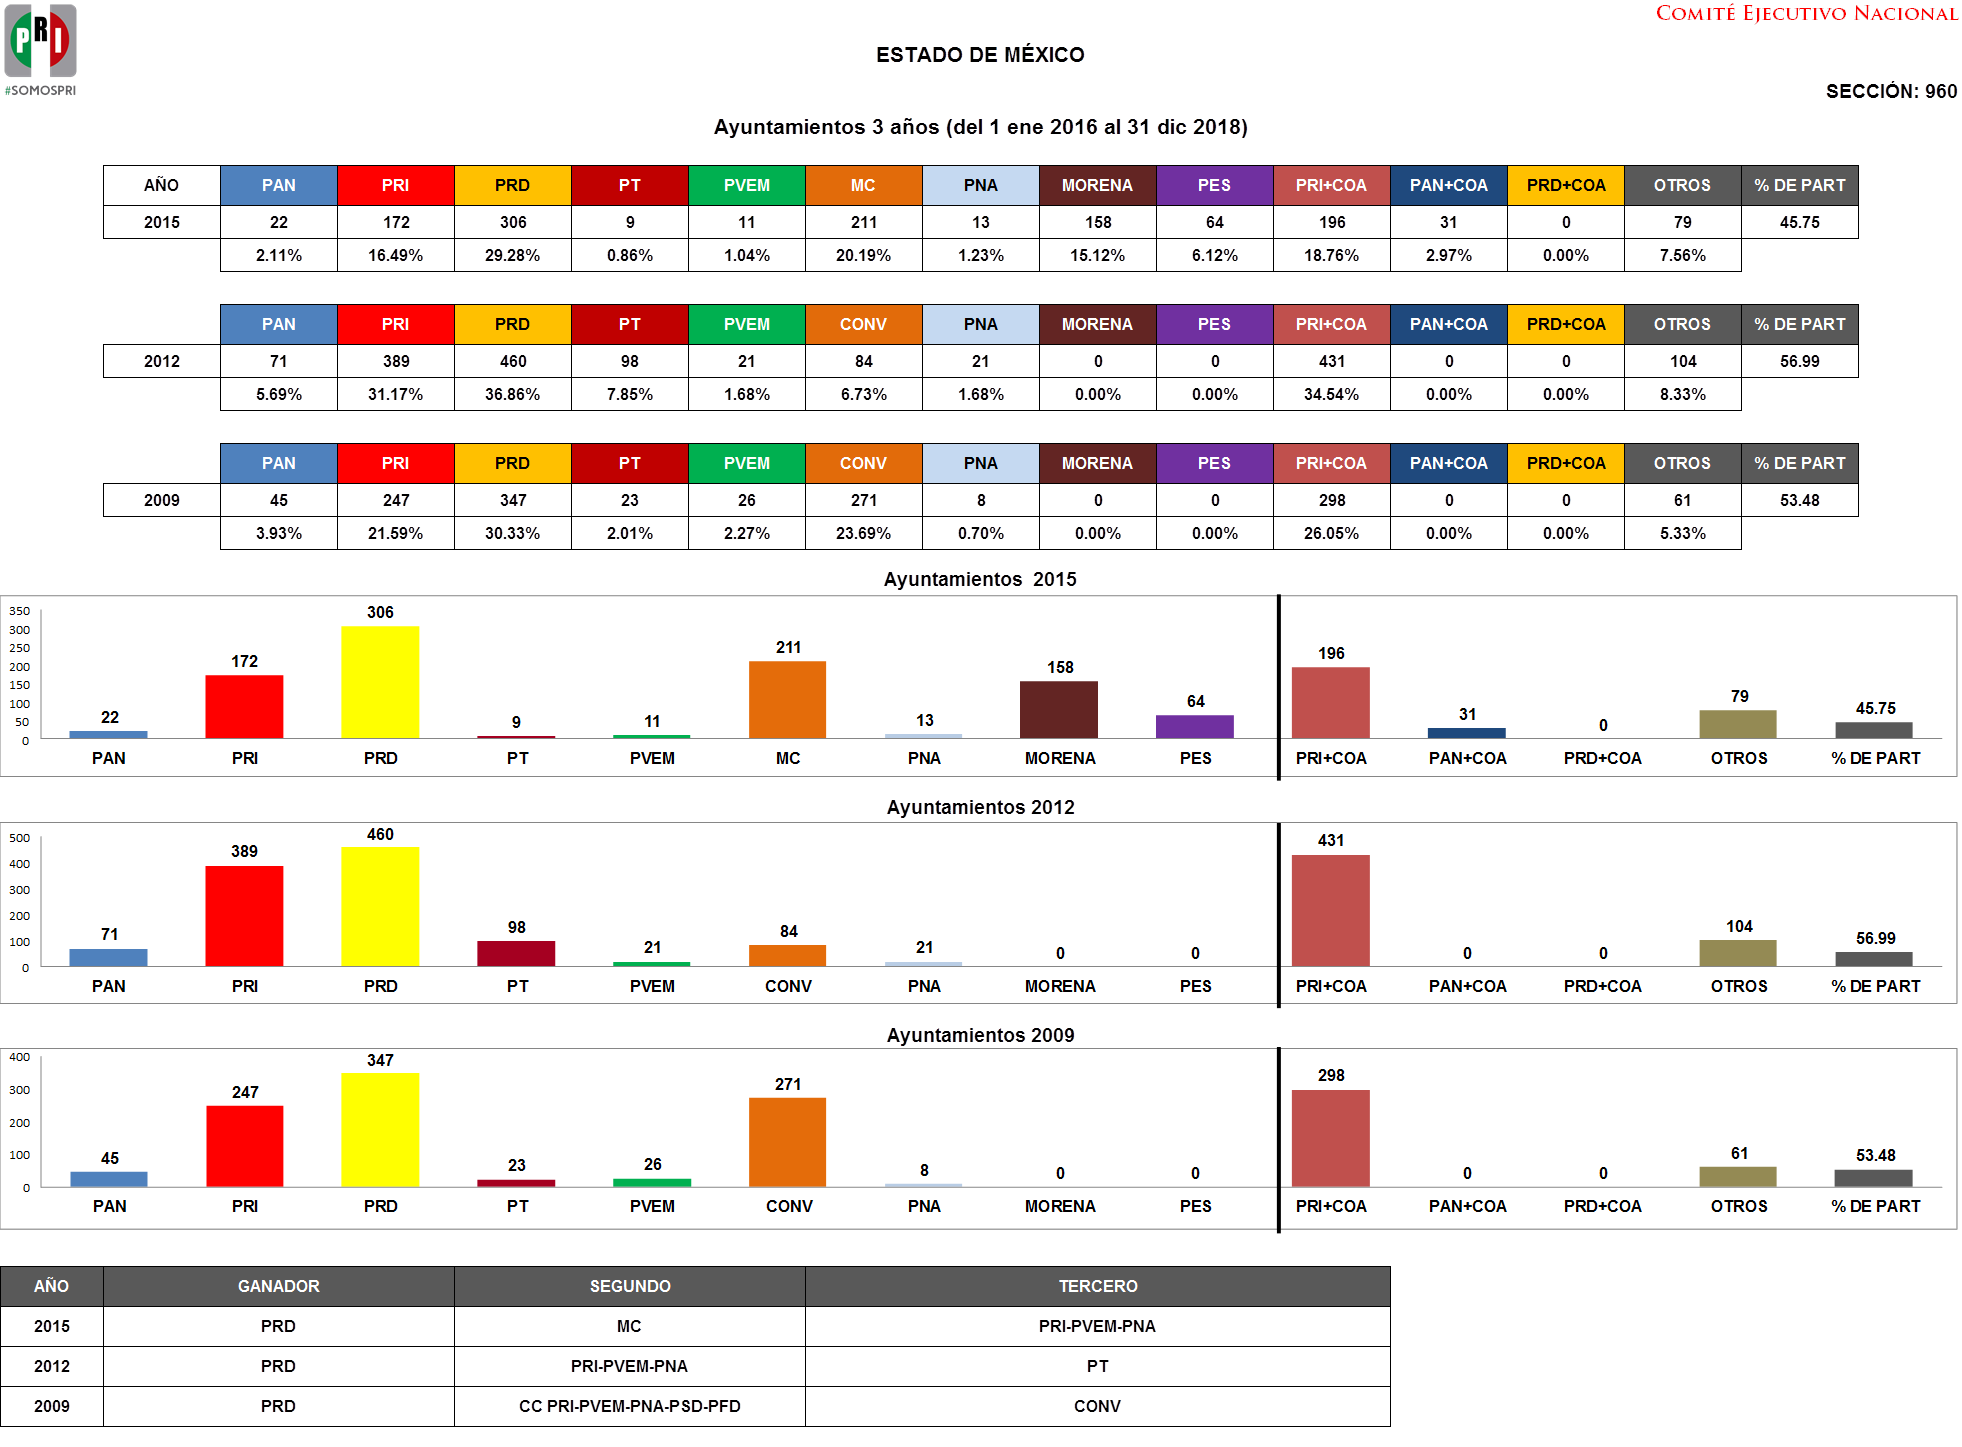 COMITÉ EJECUTIVO NACIONAL
PRI
#SOMOSPRI
ESTADO DE MÉXICO
SECCIÓN: 960
Ayuntamientos 3 años (del 1 ene 2016 al 31 dic 2018)
AÑO PAN PRI PRD PT PVEM MC PNA MORENA PES PRI+COA PAN+COA PRD+COA OTROS % DE PART
2015 22 172 306 9 11 211 13 158 64 196 31 0 79 45.75
2.11% 16.49% 29.28% 0.86% 1.04% 20.19% 1.23% 15.12% 6.12% 18.76% 2.97% 0.00% 7.56%
PAN PRI PRD PT PVEM CONV PNA MORENA PES PRI+COA PAN+COA PRD+COA OTROS % DE PART
2012 71 389 460 98 21 84 21 0 0 431 0 0 104 56.99
5.69% 31.17% 36.86% 7.85% 1.68% 6.73% 1.68% 0.00% 0.00% 34.54% 0.00% 0.00% 8.33%
PAN PRI PRD PT PVEM CONV PNA MORENA PES PRI+COA PAN+COA PRD+COA OTROS % DE PART
2009 45 247 347 23 26 271 8 0 0 298 0 0 61 53.48
3.93% 21.59% 30.33% 2.01% 2.27% 23.69% 0.70% 0.00% 0.00% 26.05% 0.00% 0.00% 5.33%
Ayuntamientos 2015
350
300
250
200
150
100
50
0
22 172 306 9 11 211 13 158 64 196 31 0 79 45.75
PAN PRI PRD PT PVEM MC PNA MORENA PES PRI+COA PAN+COA PRD+COA OTROS % DE PART
Ayuntamientos 2012
500
400
300
200
100
0
71 389 460 98 21 84 21 0 0 431 0 0 104 56.99
PAN PRI PRD PT PVEM CONV PNA MORENA PES PRI+COA PAN+COA PRD+COA OTROS % DE PART
Ayuntamientos 2009
400
300
200
100
0
45 247 347 23 26 271 8 0 0 298 0 0 61 53.48
PAN PRI PRD PT PVEM CONV PNA MORENA PES PRI+COA PAN+COA PRD+COA OTROS % DE PART
AÑO GANADOR SEGUNDO TERCERO
2015 PRD MC PRI-PVEM-PNA
2012 PRD PRI-PVEM-PNA PT
2009 PRD CC PRI-PVEM-PNA-PSD-PFD CONV